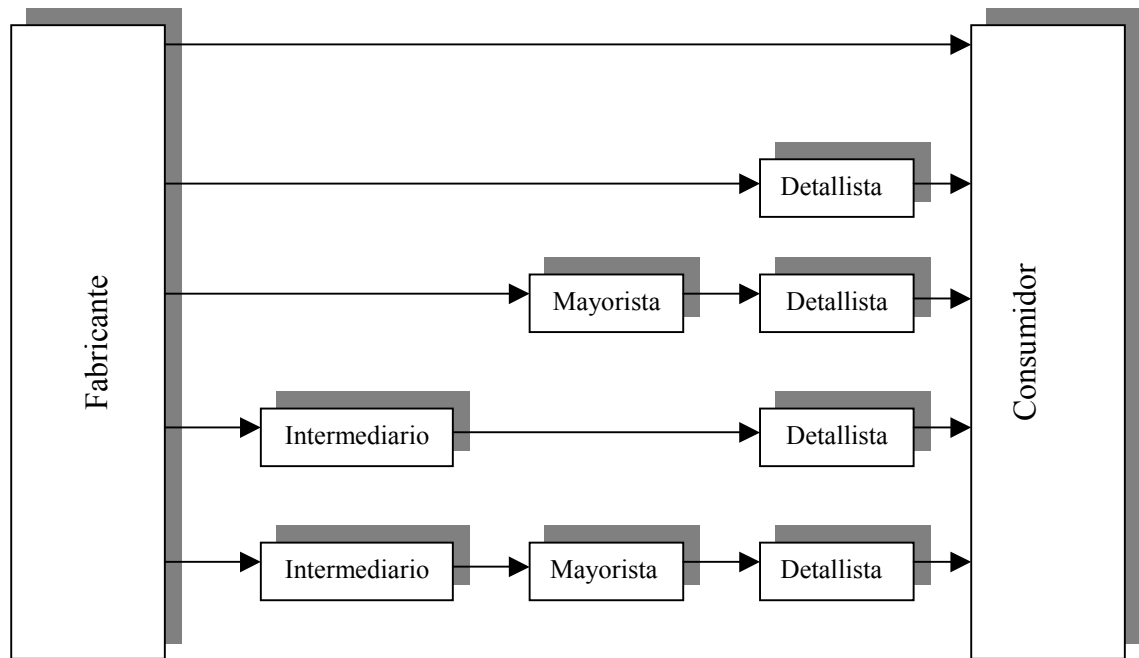 Fabricante
Detallista
Mayorista
Detallista
Intermediario
Detallista
Intermediario
Mayorista
Detallista
Consumidor